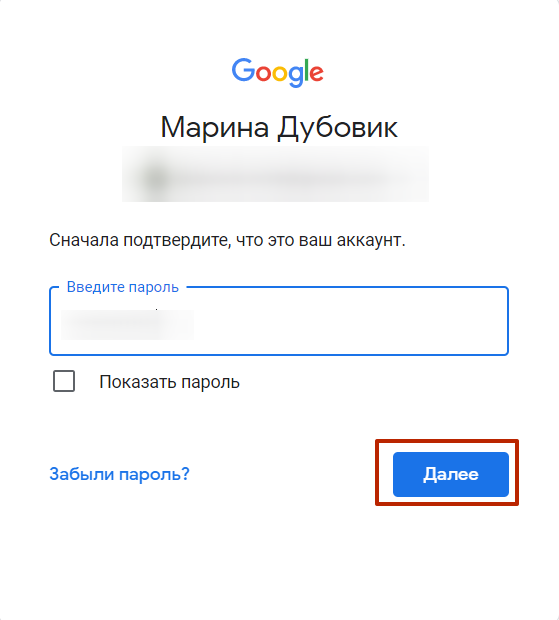 Google
Марина Дубовик
Сначала подтвердите, что это ваш аккаунт.
Введите пароль
Показать пароль
Забыли пароль?
Далее